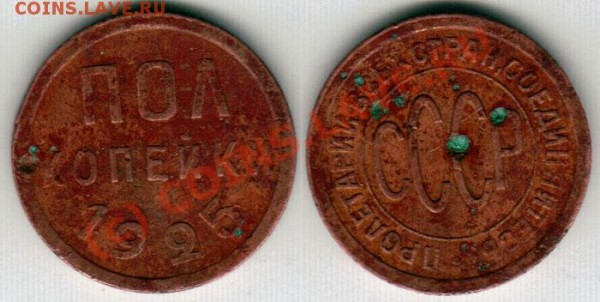 COINS.LAVE.RU
ПОЛ
КОПЕЙКИ
1925
ПРОЛЕТАРИИ ВСЕХ СТРАН, СОЕДИНЯЙТЕСЬ
СССР